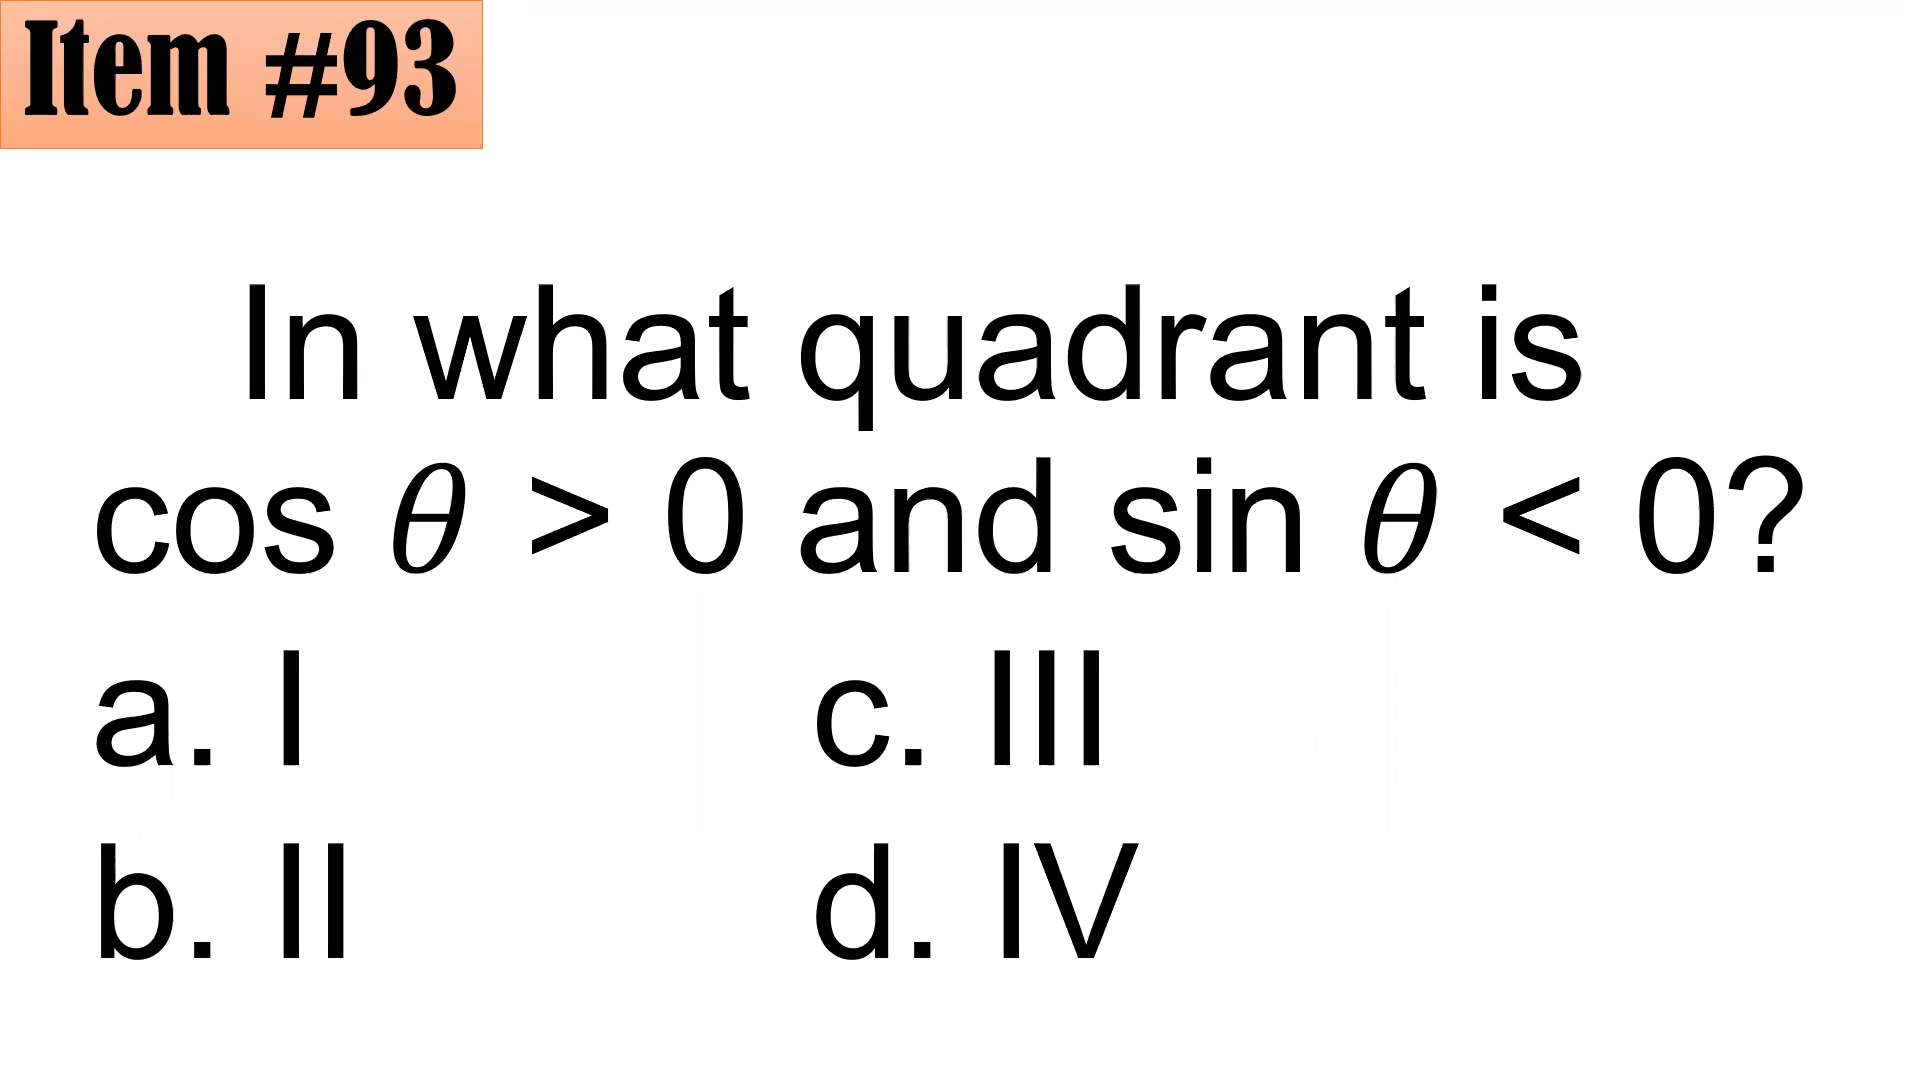 Item #93
In what quadrant is
cos 𝜃 > 0 and sin 𝜃 < 0?
a. I c. III
b. II d. IV